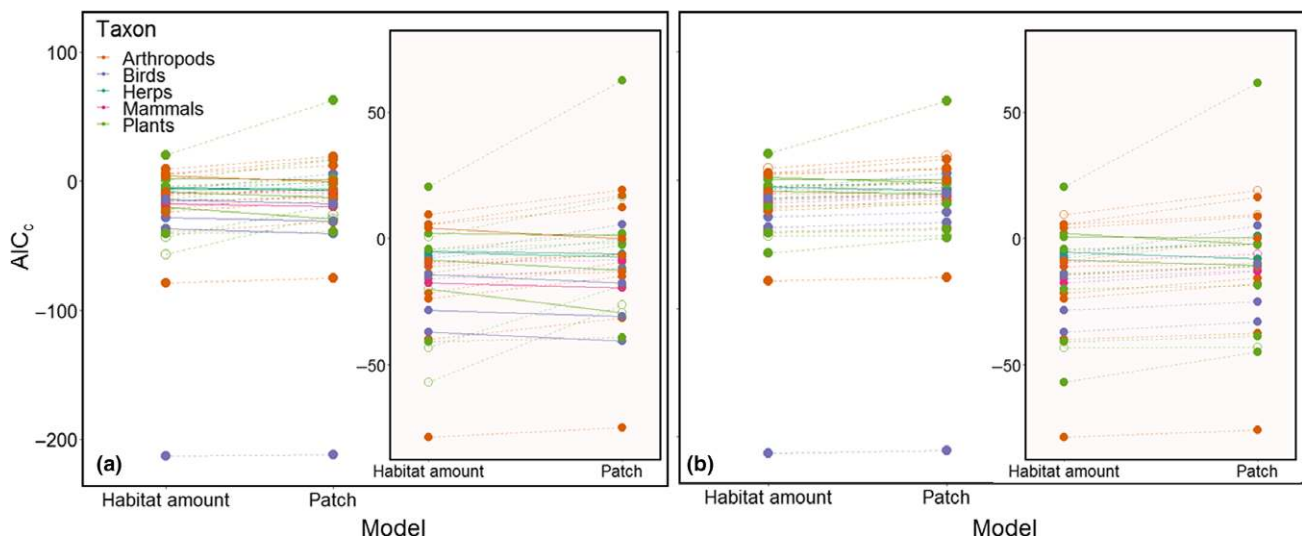 Taxon
Arthropods
Birds
Herps
Mammals
Plants
AICc
100
0
−100
−200
50
0
−50
(a)
Habitat amount
Patch
Habitat amount
Patch
Model
50
0
−50
(b)
Habitat amount
Patch
Habitat amount
Patch
Model